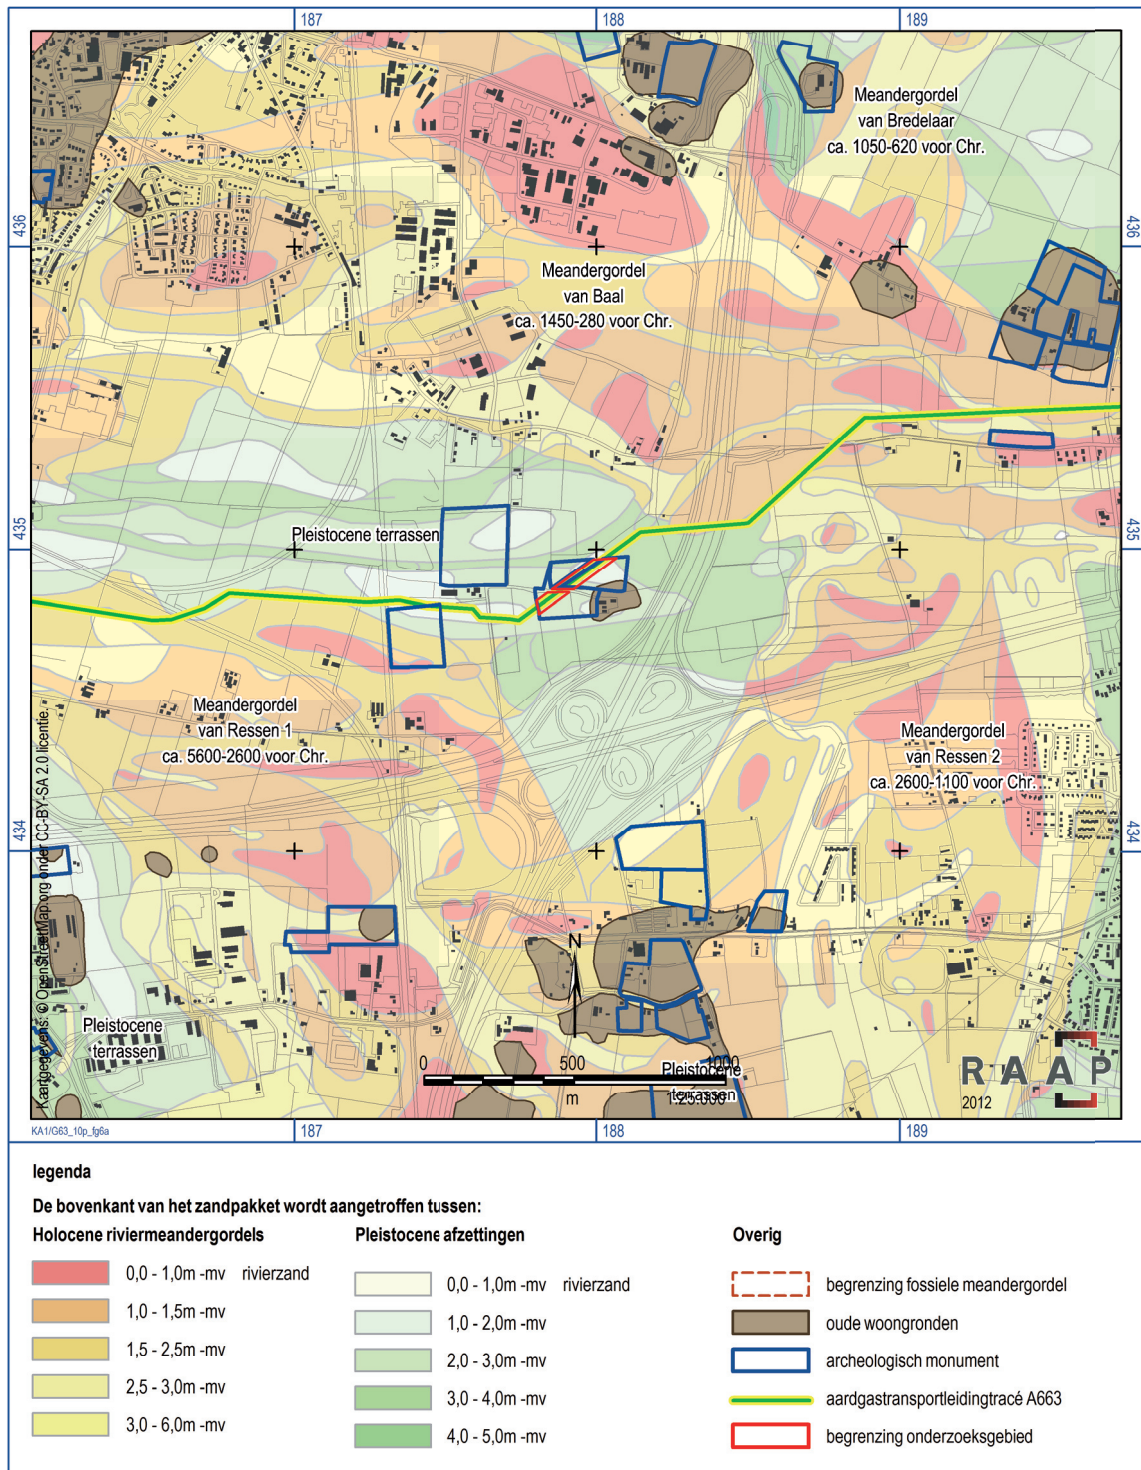 187
188
189
Meandergordel
van Bredelaar
ca. 1050-620 voor Chr.
436
436
Meandergordel
van Baal
ca. 1450-280 voor Chr.
435
435
Pleistocene terrassen
Meandergordel
van Ressen 1
ca. 5600-2600 voor Chr.
Meandergordel
van Ressen 2
ca. 2600-1100 voor Chr.
434
434
Kaartgegevens: © OpenStreetMap.org onder CC-BY-SA 2.0 licentie.
Pleistocene
terrassen
N
0 500 1000
m 1:25.000
Pleistocene
terrassen
RAAP
2012
KA1/G63_10p_fg6a
187
188
189
legenda
De bovenkant van het zandpakket wordt aangetroffen tussen:
Holocene riviermeandergordels
0,0 - 1,0m -mv rivierzand
1,0 - 1,5m -mv
1,5 - 2,5m -mv
2,5 - 3,0m -mv
3,0 - 6,0m -mv
Pleistocene afzettingen
0,0 - 1,0m -mv rivierzand
1,0 - 2,0m -mv
2,0 - 3,0m -mv
3,0 - 4,0m -mv
4,0 - 5,0m -mv
Overig
begrenzing fossiele meandergordel
oude woongronden
archeologisch monument
aardgastransportleidingtracé A663
begrenzing onderzoeksgebied